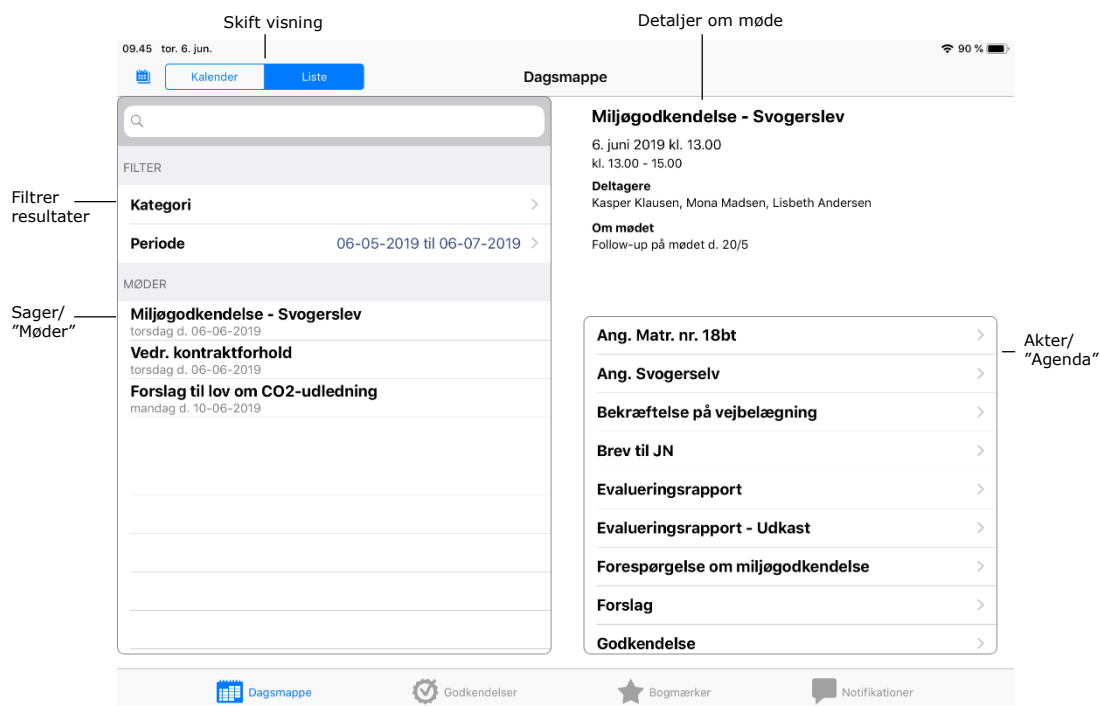 Skift visning
Detaljer om møde
09.45 tor. 6. jun.
90 %
Kalender
Liste
Dagsmappe
FILTER
Filtrer
resultater
Kategori
Periode
06-05-2019 til 06-07-2019
MØDER
Sager/
”Møder”
Miljøgodkendelse - Svogerslev
torsdag d. 06-06-2019
Vedr. kontraktforhold
torsdag d. 06-06-2019
Forslag til lov om CO2-udledning
mandag d. 10-06-2019
Miljøgodkendelse - Svogerslev
6. juni 2019 kl. 13.00
kl. 13.00 - 15.00
Deltagere
Kasper Klausen, Mona Madsen, Lisbeth Andersen
Om mødet
Follow-up på mødet d. 20/5
Ang. Matr. nr. 18bt
Ang. Svogerselv
Bekræftelse på vejbelægning
Brev til JN
Evalueringsrapport
Evalueringsrapport - Udkast
Forespørgelse om miljøgodkendelse
Forslag
Godkendelse
Akter/
”Agenda”
Dagsmappe
Godkendelser
Bogmærker
Notifikationer